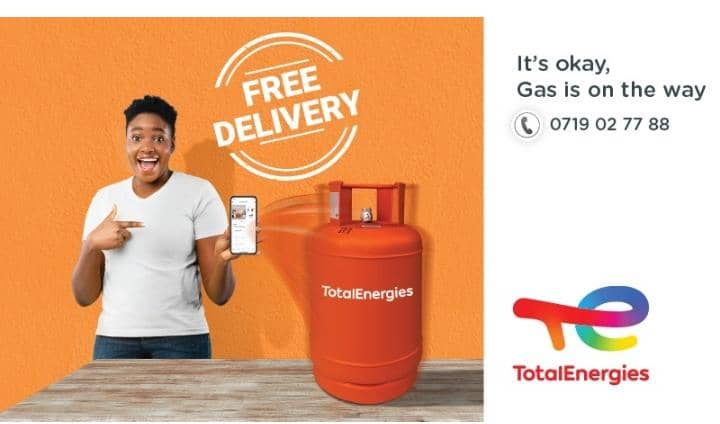 FREE
DELIVERY
TotalEnergies
It’s okay,
Gas is on the way
0719 02 77 88
TotalEnergies